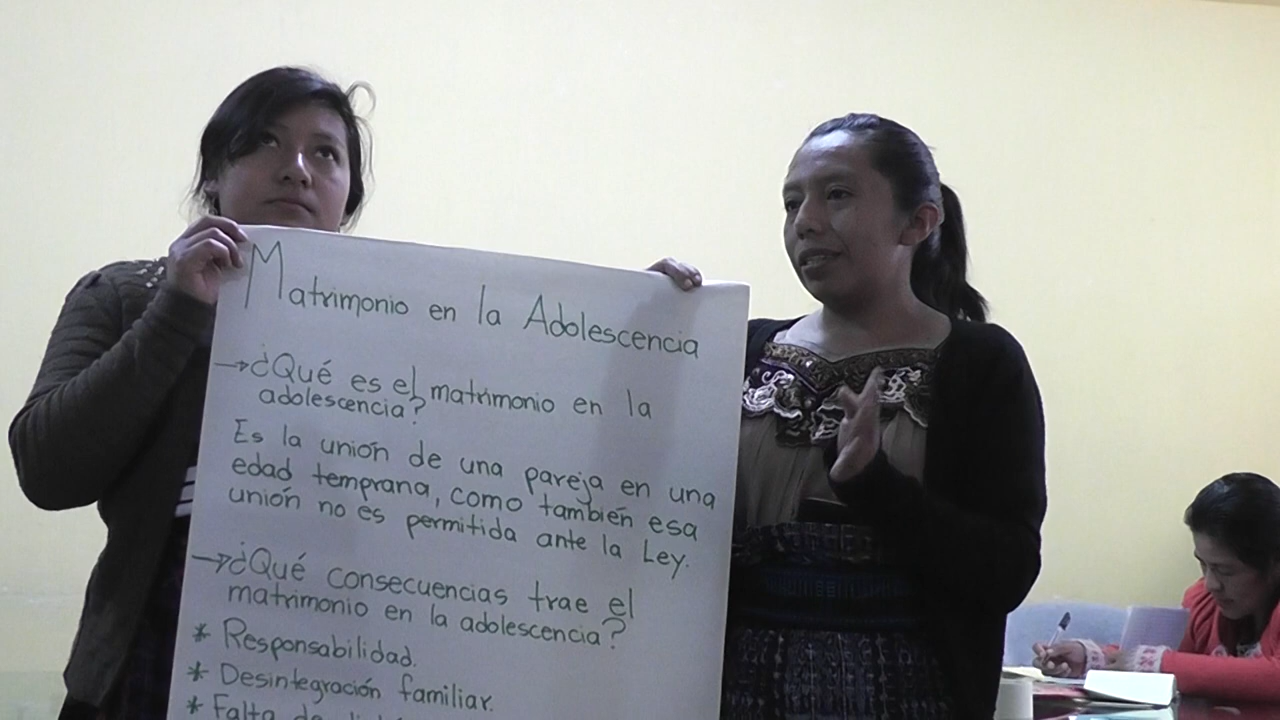 Matrimonio en la Adolescencia
→¿Qué es el matrimonio en la
adolescencia?
Es la unión de una pareja en una
edad temprana, como también esa
unión no es permitida ante la Ley.
→¿Qué consecuencias trae el
matrimonio en la adolescencia?
* Responsabilidad.
* Desintegración familiar.
* Falta de